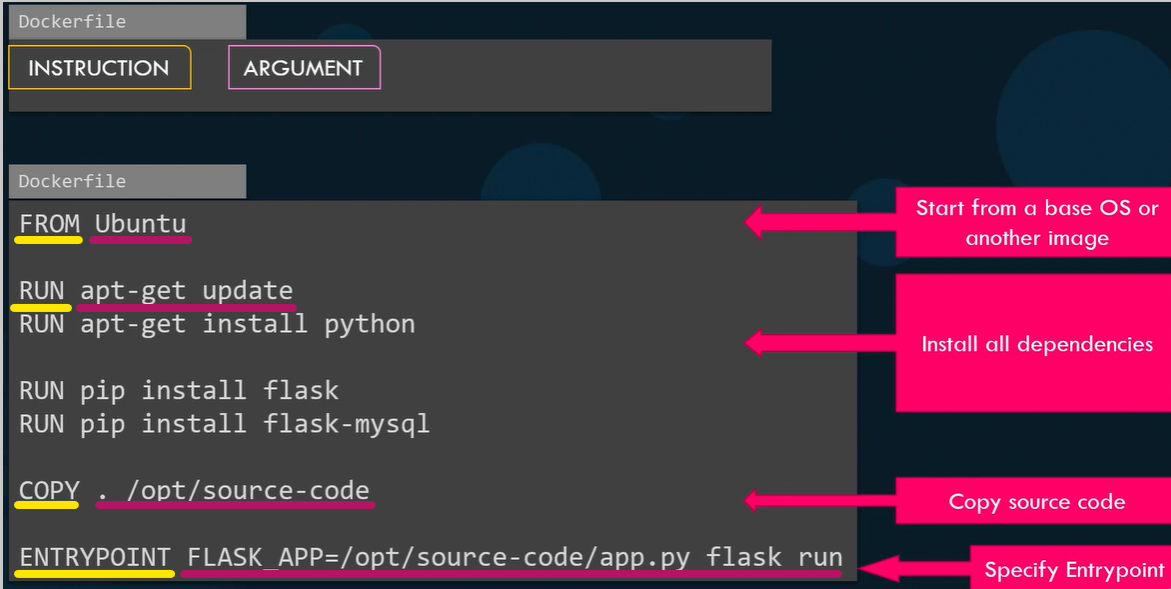 Dockerfile
INSTRUCTION ARGUMENT
Dockerfile
FROM Ubuntu
Start from a base OS or
another image
RUN apt-get update
RUN apt-get install python
Install all dependencies
RUN pip install flask
RUN pip install flask-mysql
COPY . /opt/source-code
Copy source code
ENTRYPOINT FLASK_APP=/opt/source-code/app.py flask run
Specify Entrypoint